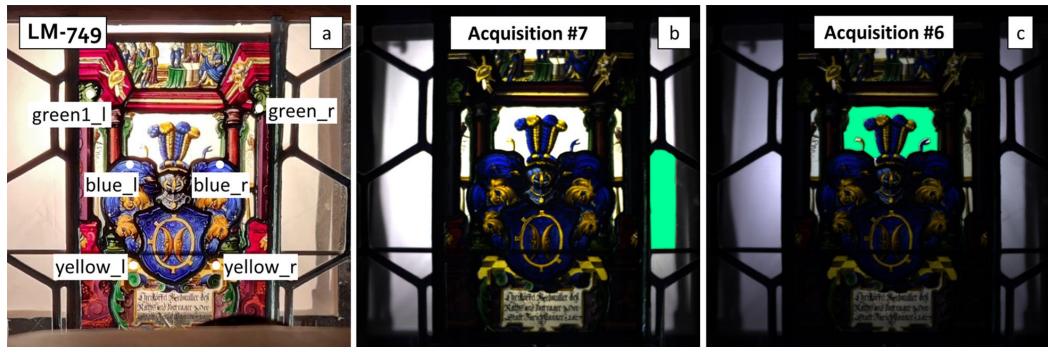 LM-749
a
green1_l
green_r
blue_l
blue_r
yellow_l
yellow_r
Acquisition #7
b
Acquisition #6
c